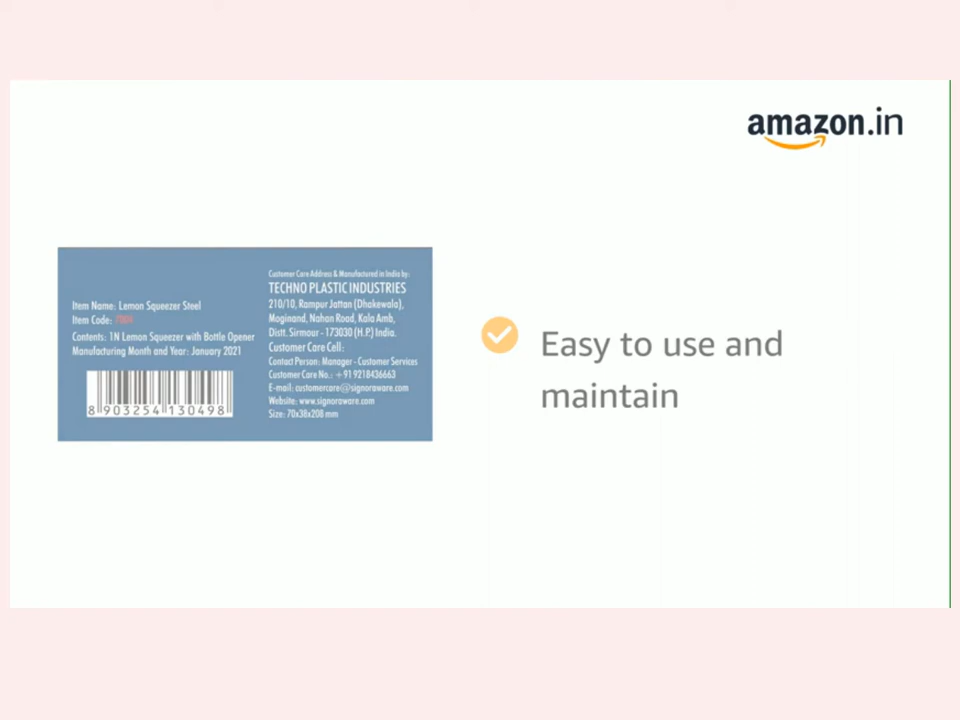 amazon.in
Item Name: Lemon Squeezer Steel
Item Code:
Contents: 1N Lemon Squeezer with Bottle Opener
Manufacturing Month and Year: January 2021
8 903254 130498
Customer Care Address & Manufactured in India by:
TECHNO PLASTIC INDUSTRIES
210/10, Rampur Jattan (Dhakewala),
Moginand, Nahan Road, Kala Amb,
Distt. Sirmour - 173030 (H.P.) India.
Customer Care Cell:
Contact Person: Manager - Customer Services
Customer Care No.: +91 9218436663
E-mail: customercare@signoraware.com
Website: www.signoraware.com
Size: 70x38x208 mm
Easy to use and
maintain